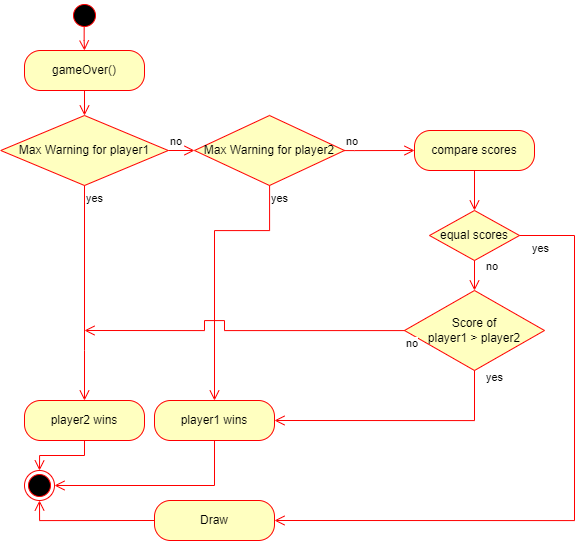 gameOver()
Max Warning for player1
no
Max Warning for player2
no
compare scores
yes
yes
equal scores
yes
no
Score of
player1 > player2
no
yes
player2 wins
player1 wins
Draw